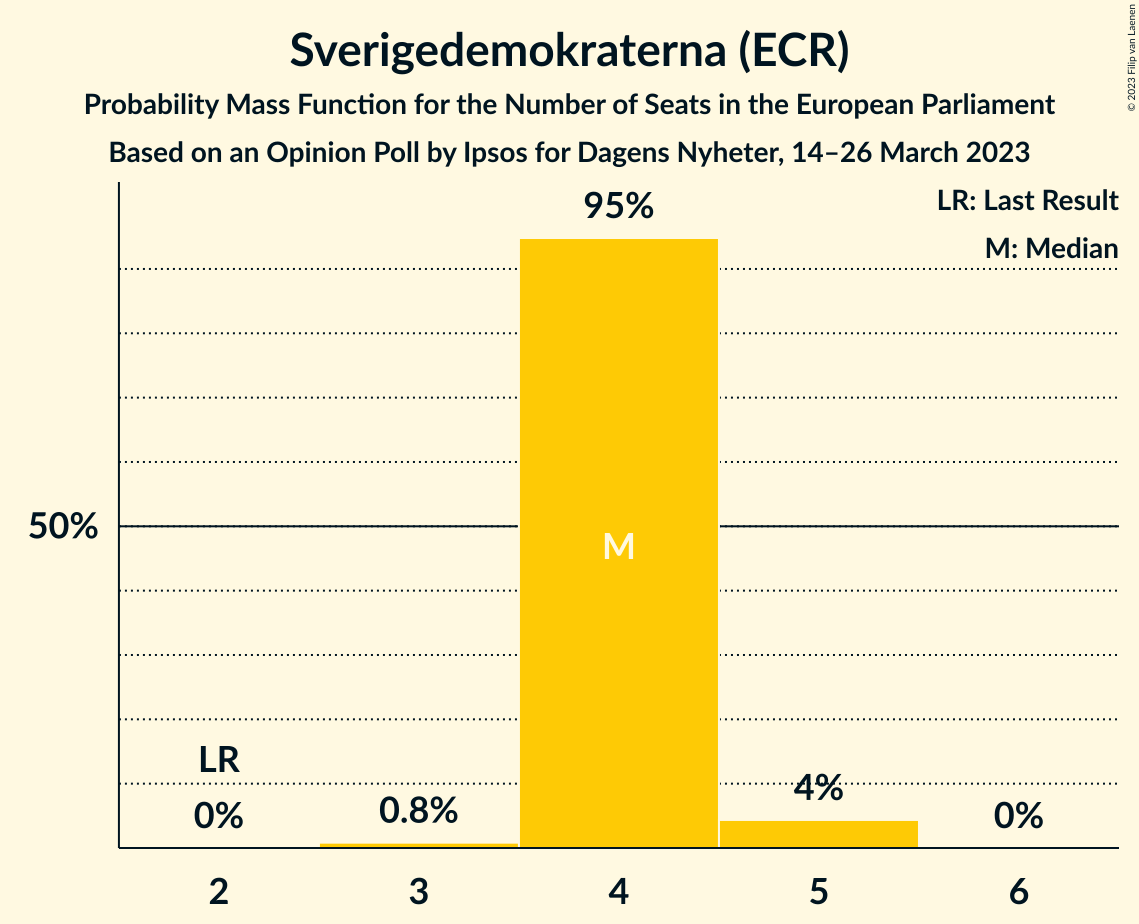 Sverigedemokraterna (ECR)
Probability Mass Function for the Number of Seats in the European Parliament
Based on an Opinion Poll by Ipsos for Dagens Nyheter, 14–26 March 2023
© 2023 Filip van Laenen
LR: Last Result
M: Median
95%
50%
M
LR
0%
0.8%
4%
0%
2
3
4
5
6